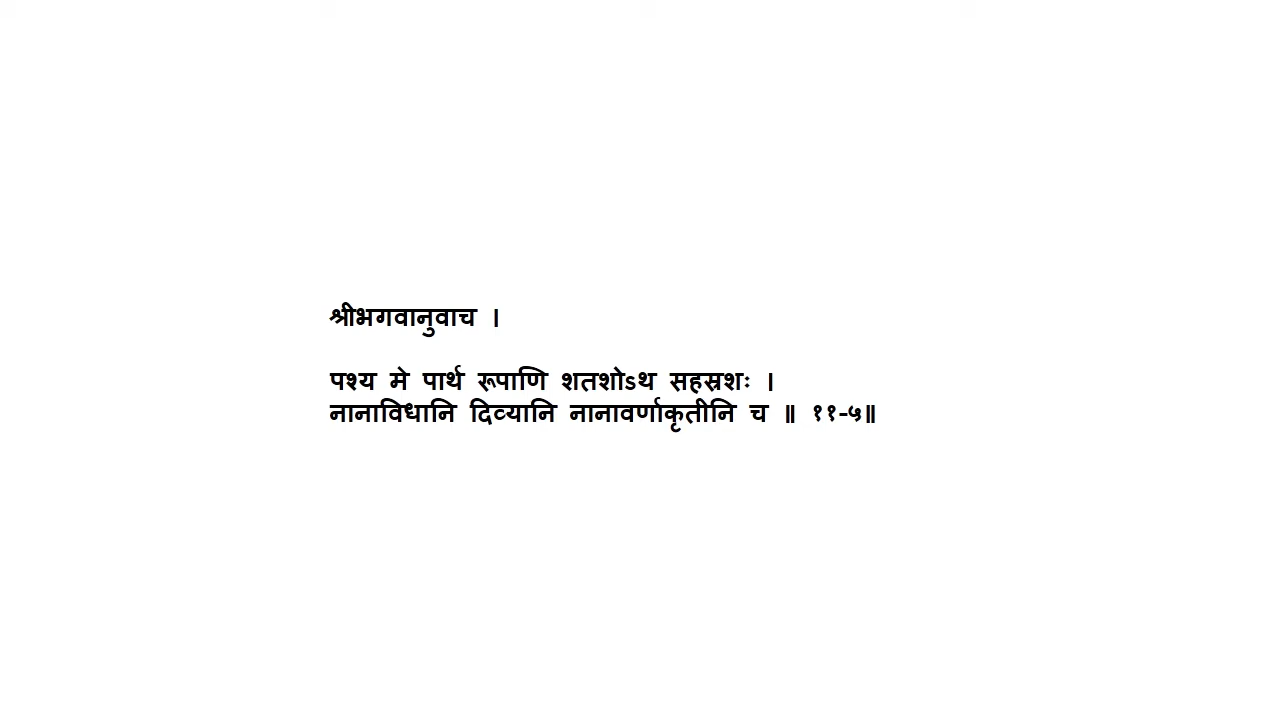 श्रीभगवानुवाच ।
पश्य मे पार्थ रूपाणि शतशोऽथ सहस्रशः ।
नानाविधानि दिव्यानि नानावर्णाकृतीनि च ॥ ११-५॥